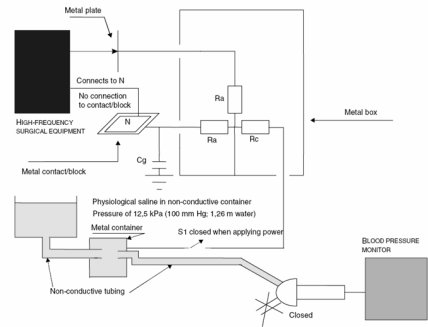 Metal plate
Connects to N
No connection
to contact/block
N
HIGH-FREQUENCY
SURGICAL EQUIPMENT
Metal contact/block
Cg
Ra
Ra
Rc
Metal box
Physiological saline in non-conductive container
Pressure of 12,5 kPa (100 mm Hg; 1,26 m water)
Metal container
S1 closed when applying power
Non-conductive tubing
BLOOD PRESSURE
MONITOR
Closed